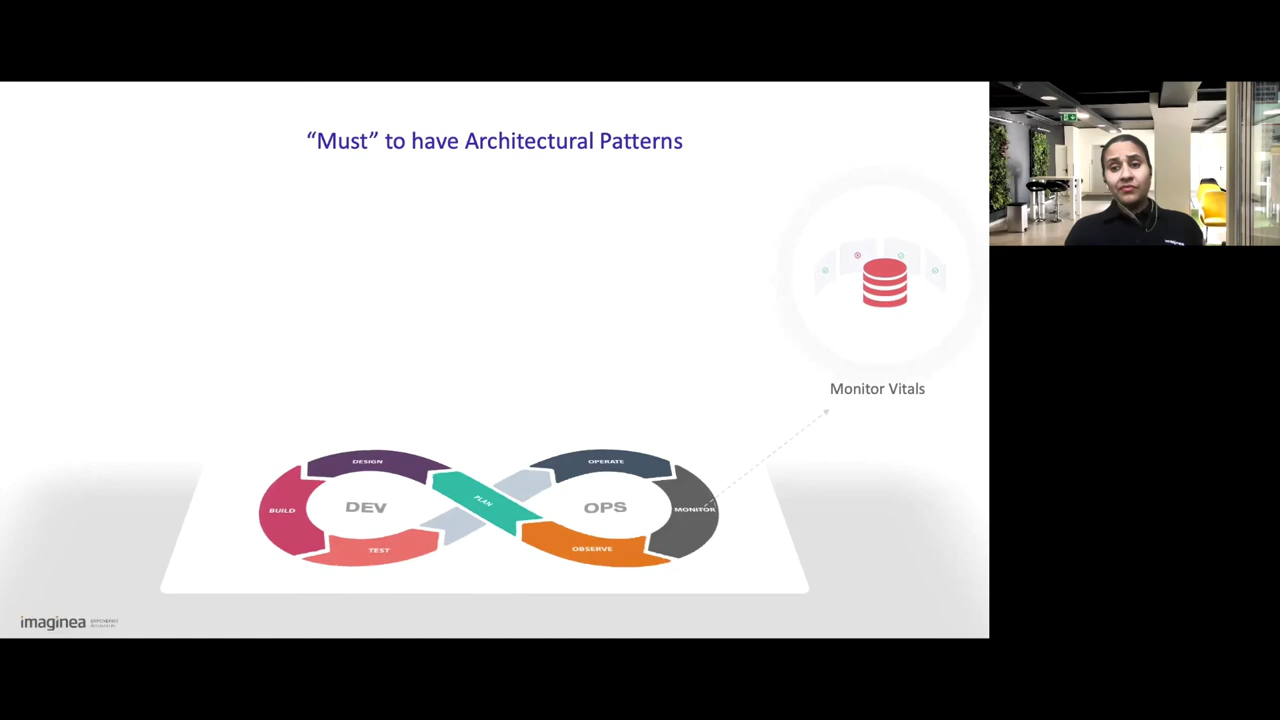 “Must” to have Architectural Patterns
Monitor Vitals
DESIGN
OPERATE
BUILD
DEV
PLAN
OPS
MONITOR
TEST
OBSERVE
imaginea